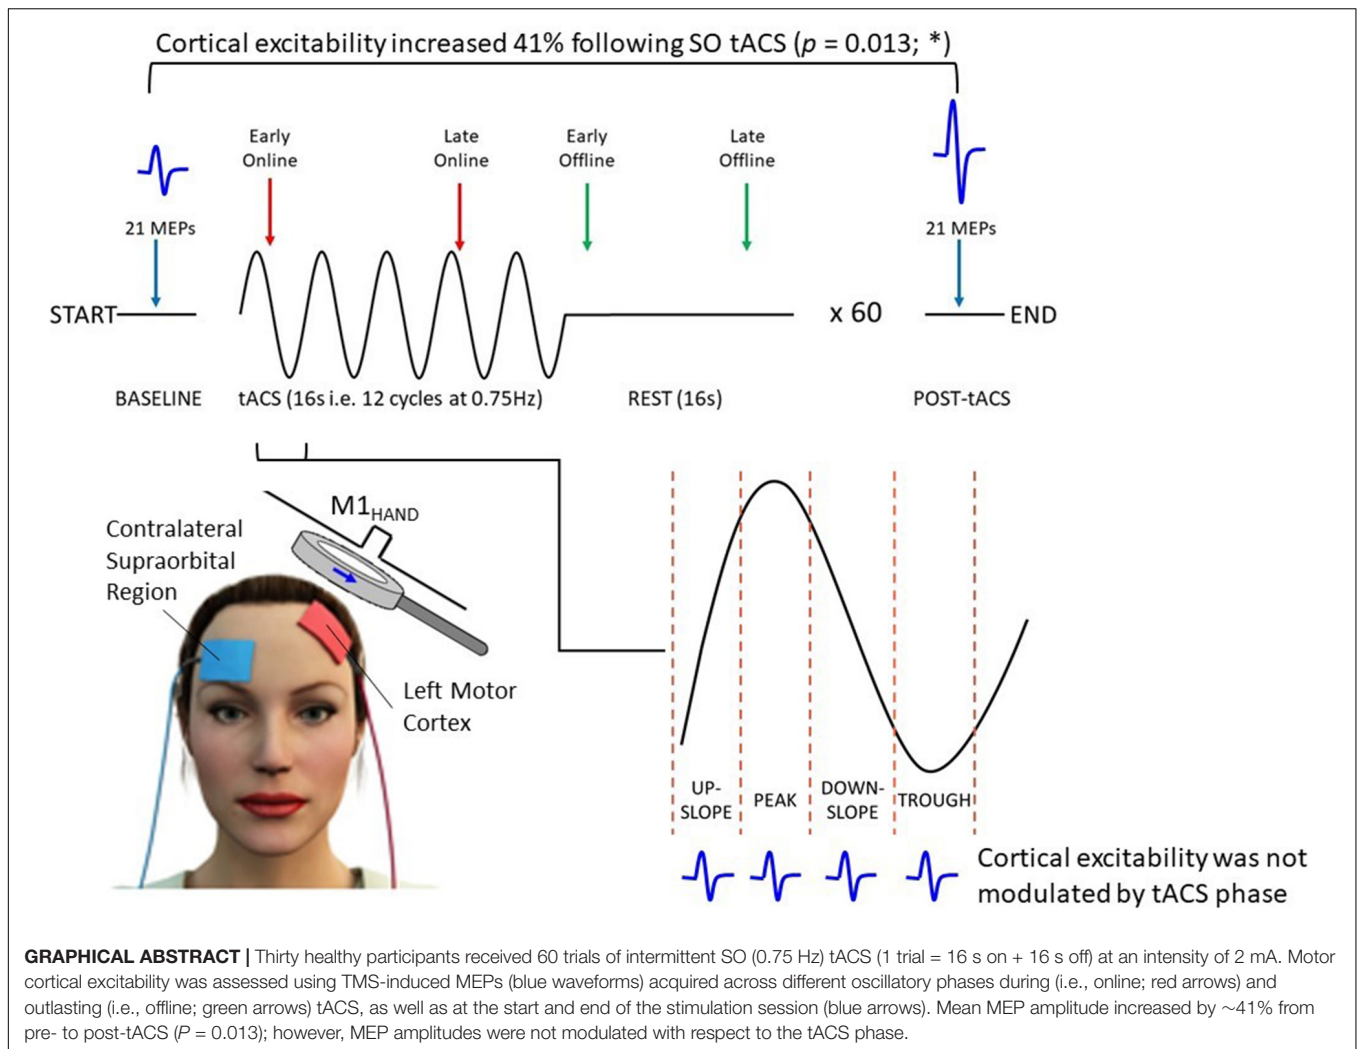 Cortical excitability increased 41% following SO tACS (p = 0.013; *)
Early
Online
Late
Online
Early
Offline
Late
Offline
21 MEPs
21 MEPs
START
x 60
END
BASELINE
tACS (16s i.e. 12 cycles at 0.75Hz)
REST (16s)
POST-tACS
M1HAND
Contralateral
Supraorbital
Region
Left Motor
Cortex
UP-
SLOPE
PEAK
DOWN-
SLOPE
TROUGH
Cortical excitability was not
modulated by tACS phase
GRAPHICAL ABSTRACT | Thirty healthy participants received 60 trials of intermittent SO (0.75 Hz) tACS (1 trial = 16 s on + 16 s off) at an intensity of 2 mA. Motor
cortical excitability was assessed using TMS-induced MEPs (blue waveforms) acquired across different oscillatory phases during (i.e., online; red arrows) and
outlasting (i.e., offline; green arrows) tACS, as well as at the start and end of the stimulation session (blue arrows). Mean MEP amplitude increased by ∼41% from
pre- to post-tACS (P = 0.013); however, MEP amplitudes were not modulated with respect to the tACS phase.